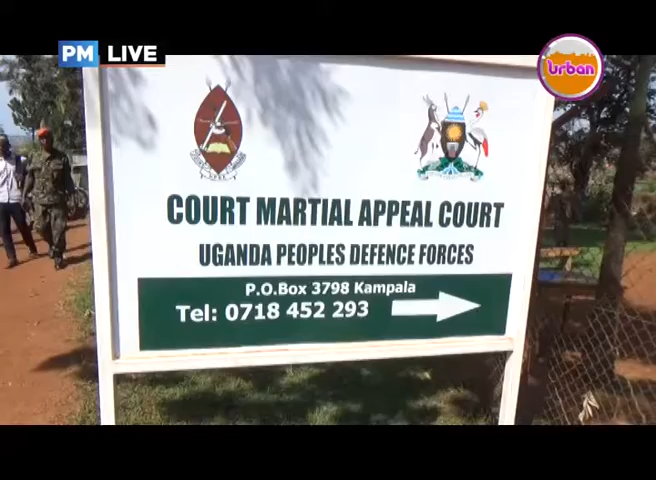 PM LIVE
Urban
COURT MARTIAL APPEAL COURT
UGANDA PEOPLES DEFENCE FORCES
P.O.Box 3798 Kampala
Tel: 0718 452 293.